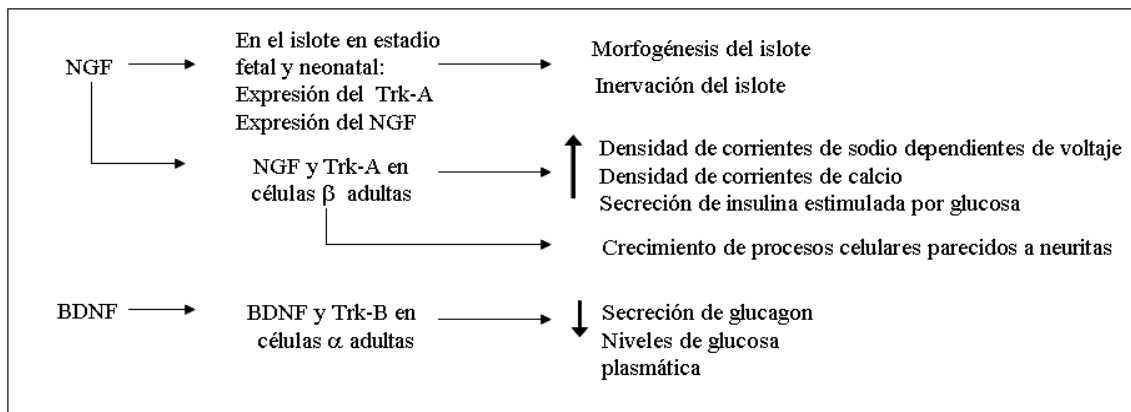 NGF
En el islote en estadio
fetal y neonatal:
Expresión del Trk-A
Expresión del NGF
Morfogénesis del islote
Inervación del islote
NGF y Trk-A en
células β adultas
Densidad de corrientes de sodio dependientes de voltaje
Densidad de corrientes de calcio
Secreción de insulina estimulada por glucosa
Crecimiento de procesos celulares parecidos a neuritas
BDNF
BDNF y Trk-B en
células α adultas
Secreción de glucagon
Niveles de glucosa
plasmática